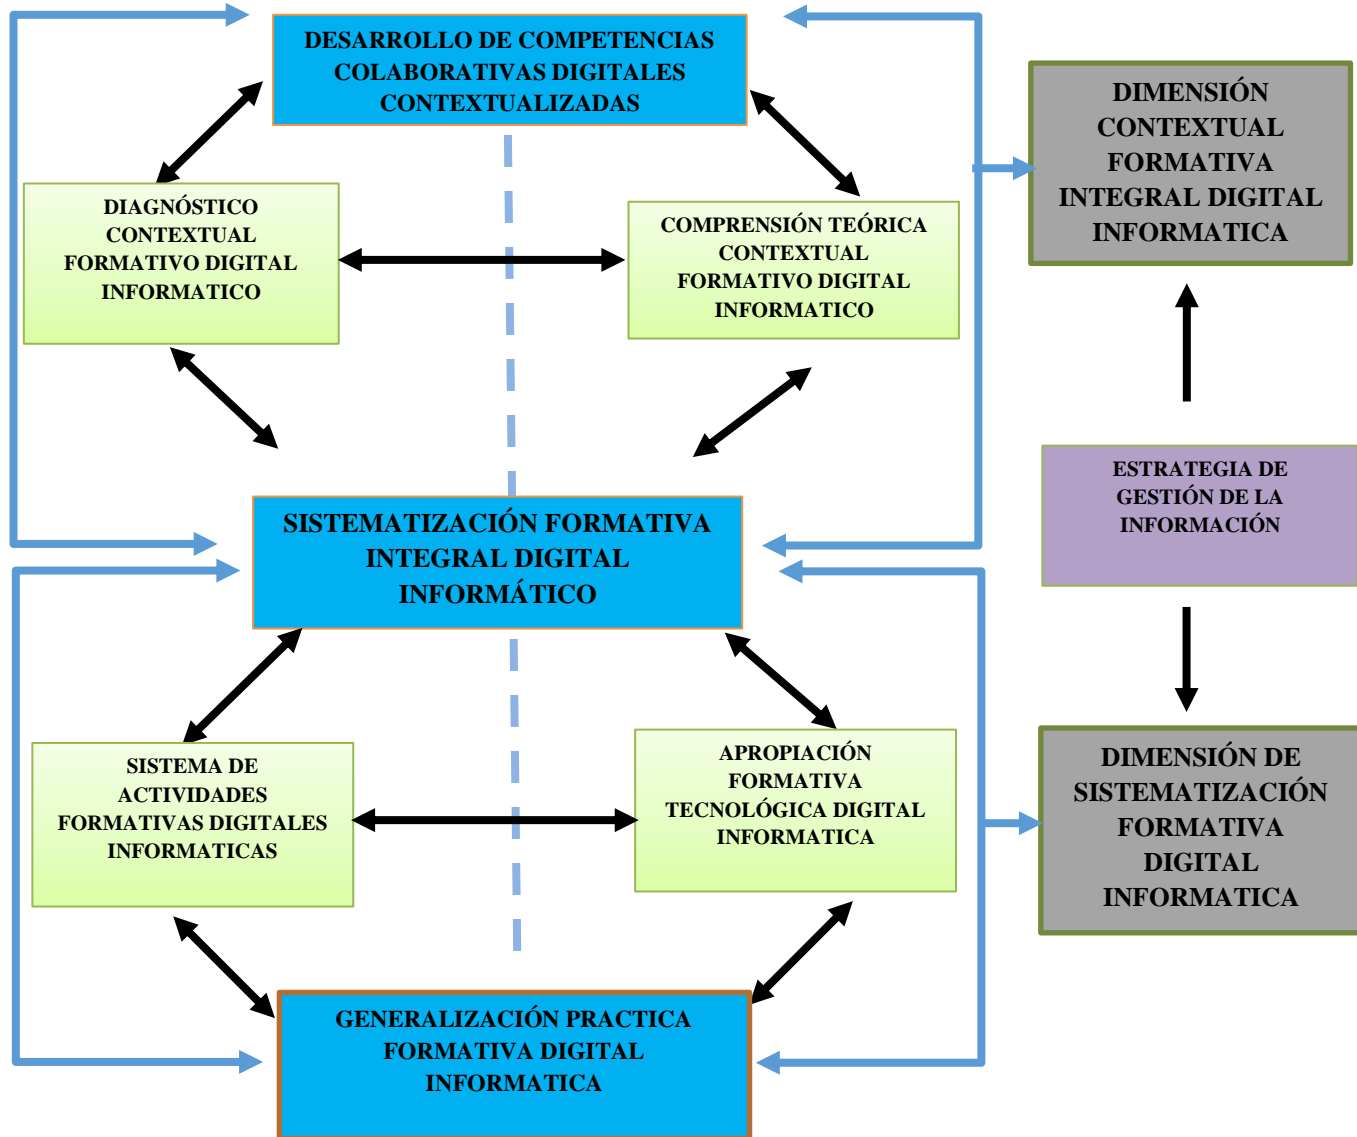 DESARROLLO DE COMPETENCIAS
COLABORATIVAS DIGITALES
CONTEXTUALIZADAS
DIMENSIÓN
CONTEXTUAL
FORMATIVA
INTEGRAL DIGITAL
INFORMATICA
DIAGNÓSTICO
CONTEXTUAL
FORMATIVO DIGITAL
INFORMATICO
COMPRENSIÓN TEÓRICA
CONTEXTUAL
FORMATIVO DIGITAL
INFORMATICO
ESTRATEGIA DE
GESTIÓN DE LA
INFORMACIÓN
SISTEMATIZACIÓN FORMATIVA
INTEGRAL DIGITAL
INFORMÁTICO
SISTEMA DE
ACTIVIDADES
FORMATIVAS DIGITALES
INFORMATICAS
APROPIACIÓN
FORMATIVA
TECNOLÓGICA DIGITAL
INFORMATICA
DIMENSIÓN DE
SISTEMATIZACIÓN
FORMATIVA
DIGITAL
INFORMATICA
GENERALIZACIÓN PRACTICA
FORMATIVA DIGITAL
INFORMATICA